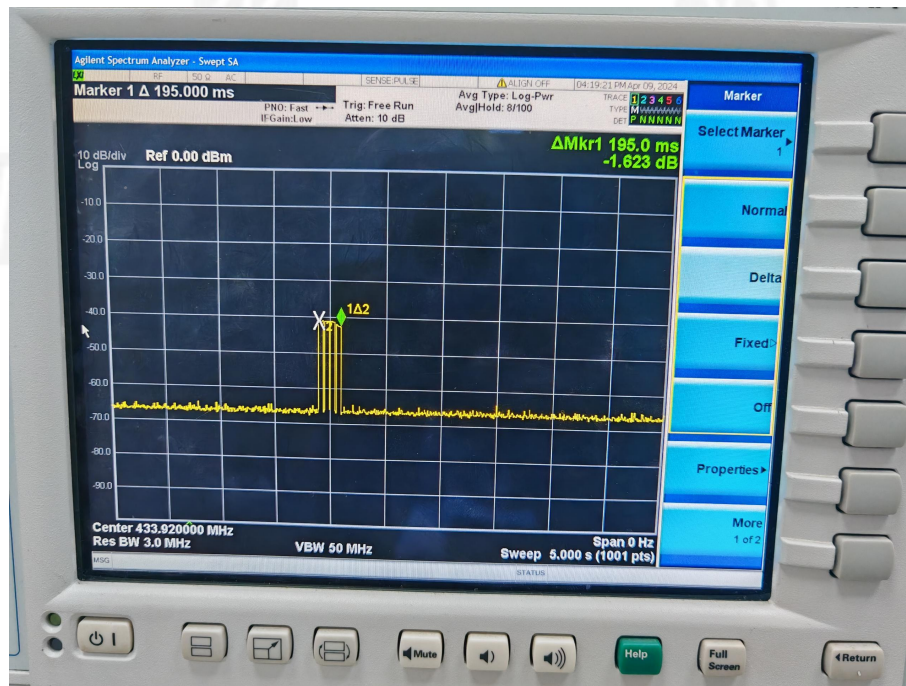 Agilent Spectrum Analyzer - Swept SA
LXI RF 50 Ω AC SENSE:PULSE ALIGN OFF 04:19:21 PM Apr 09, 2024
Marker 1 Δ 195.000 ms
PNO: Fast
IFGain:Low
Trig: Free Run
Atten: 10 dB
Avg Type: Log-Pwr
Avg|Hold: 8/100
TRACE 1 2 3 4 5 6
TYPE M
DET P N N N N N
ΔMkr1 195.0 ms
-1.623 dB
10 dB/div Ref 0.00 dBm
Log
-10.0
-20.0
-30.0
-40.0
-50.0
-60.0
-70.0
-80.0
-90.0
1Δ2
2
Center 433.920000 MHz
Res BW 3.0 MHz
VBW 50 MHz
Span 0 Hz
Sweep 5.000 s (1001 pts)
MSG
STATUS
Marker
Select Marker
1
Normal
Delta
Fixed
Off
Properties
More
1 of 2
Mute
Help
Full
Screen
Return